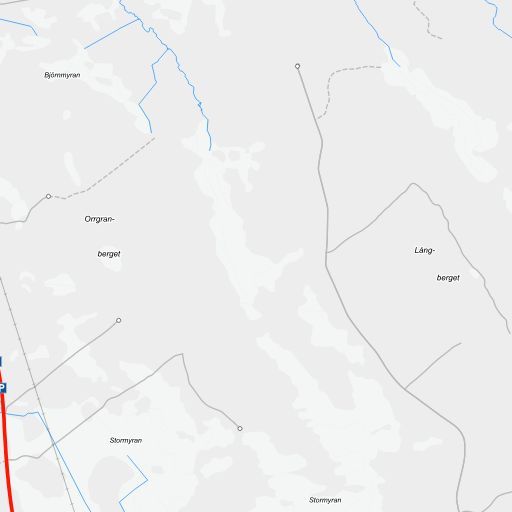 Björnmyran
Orrgran-
berget
Lång-
berget
P
Stormyran
Stormyran